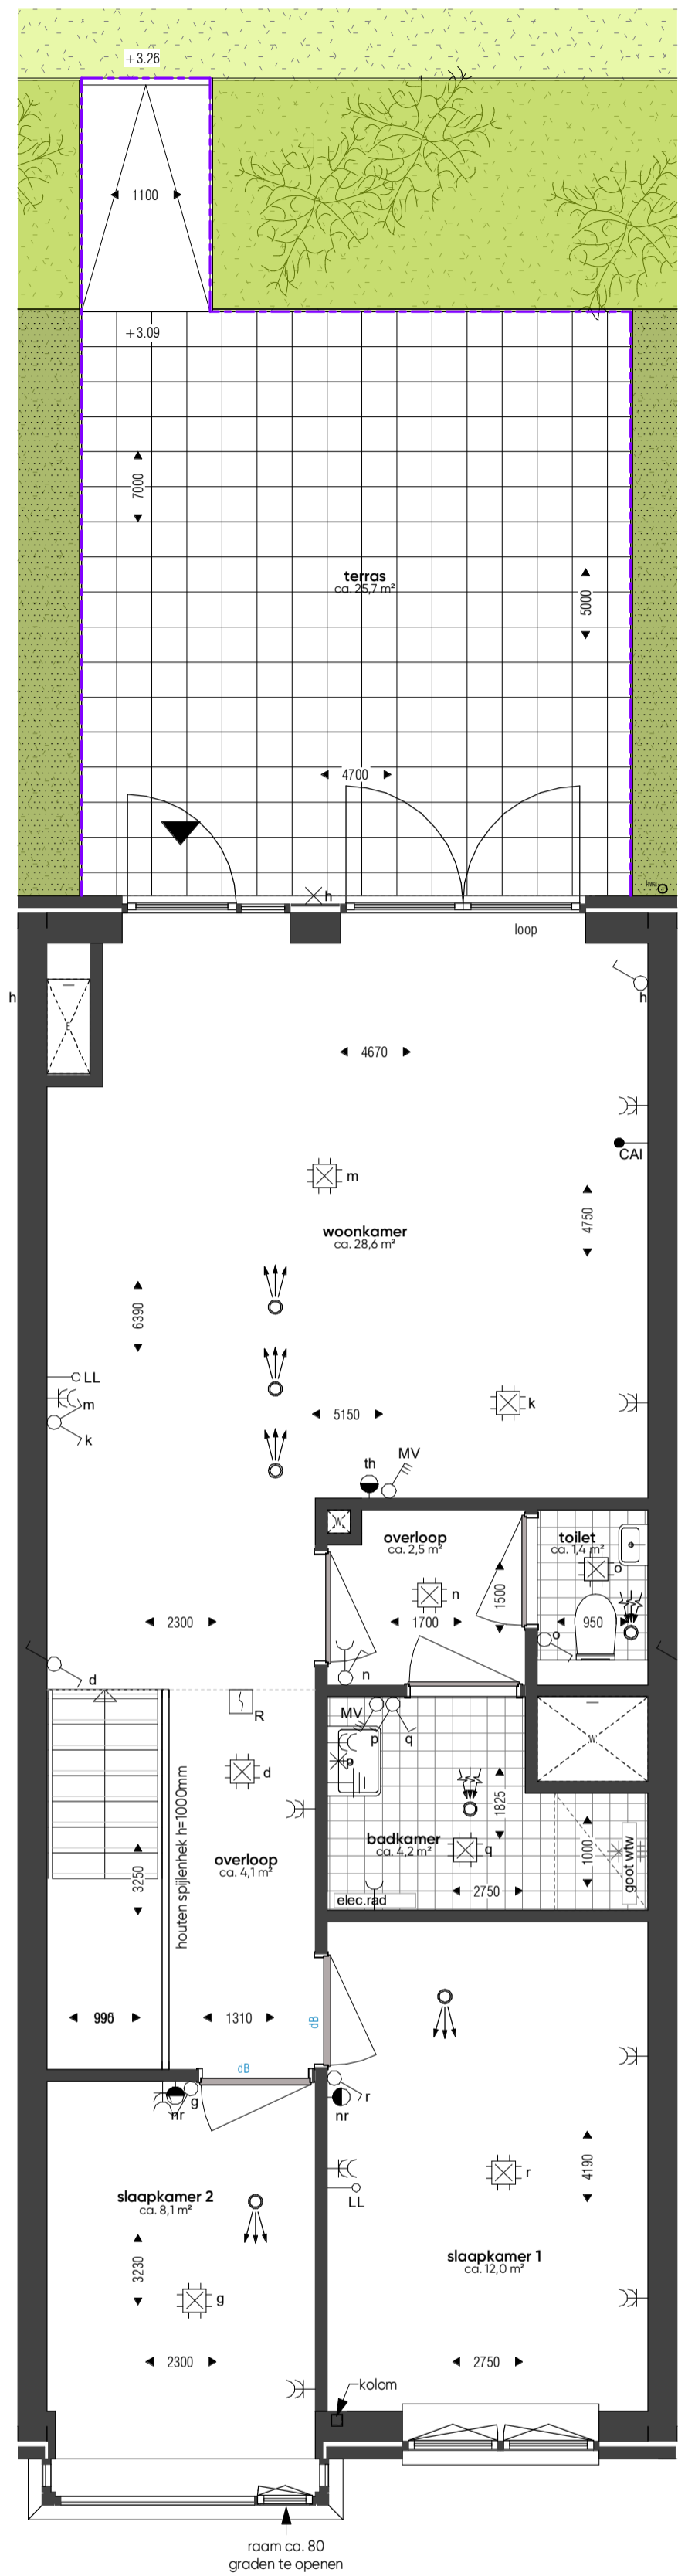 +3.26
1100
+3.09
7000
terras
ca. 25,7 m²
5000
4700
h
hwa
loop
h
h
E
4670
CAI
m
4750
woonkamer
ca. 28,6 m²
6390
LL
m
k
k
5150
MV
th
W
overloop
ca. 2,5 m²
toilet
ca. 1,4 m²
o
n
1500
2300
1700
950
o
n
d
R
MV
p
q
p
W
d
houten spijlenhek h=1000mm
1825
badkamer
ca. 4,2 m²
q
1000
goot wtw
overloop
ca. 4,1 m²
3250
2750
elec.rad
1310
dB
dB
g
nr
r
nr
4190
r
LL
slaapkamer 2
ca. 8,1 m²
slaapkamer 1
ca. 12,0 m²
3230
g
2300
2750
kolom
raam ca. 80
graden te openen